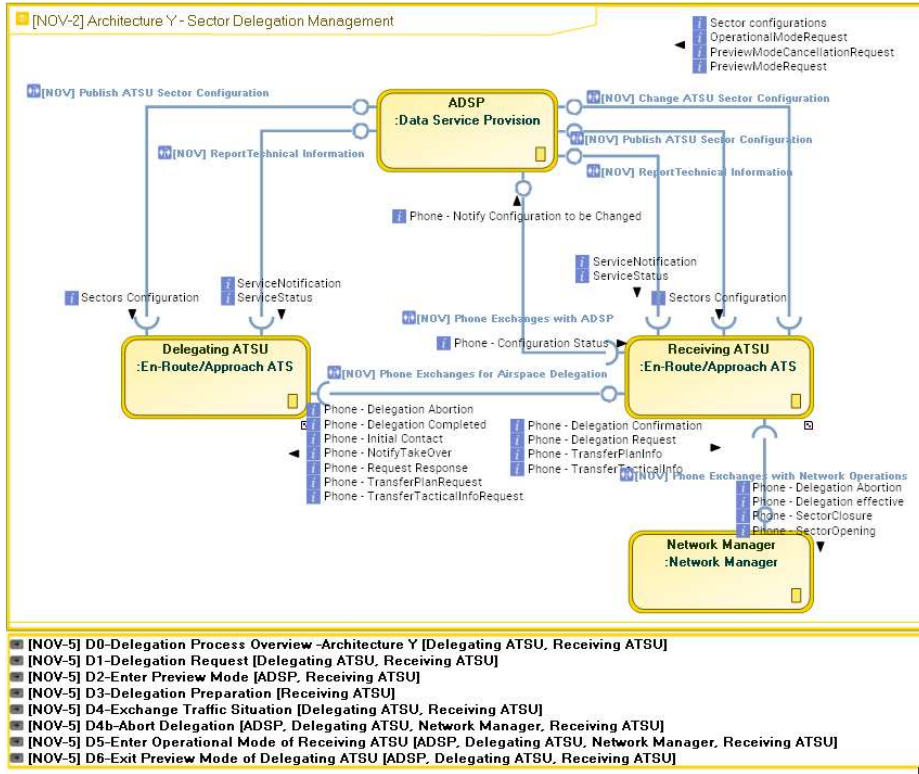 [NOV-2] Architecture Y - Sector Delegation Management
Sector configurations
OperationalModeRequest
PreviewModeCancellationRequest
PreviewModeRequest
[NOV] Publish ATSU Sector Configuration
ADSP
:Data Service Provision
[NOV] Change ATSU Sector Configuration
[NOV] Publish ATSU Sector Configuration
[NOV] ReportTechnical Information
[NOV] ReportTechnical Information
Phone - Notify Configuration to be Changed
ServiceNotification
ServiceStatus
Sectors Configuration
ServiceNotification
ServiceStatus
Sectors Configuration
[NOV] Phone Exchanges with ADSP
Phone - Configuration Status
Delegating ATSU
:En-Route/Approach ATS
Receiving ATSU
:En-Route/Approach ATS
[NOV] Phone Exchanges for Airspace Delegation
Phone - Delegation Abortion
Phone - Delegation Completed
Phone - Initial Contact
Phone - NotifyTakeOver
Phone - Request Response
Phone - TransferPlanRequest
Phone - TransferTacticalInfoRequest
Phone - Delegation Confirmation
Phone - Delegation Request
Phone - TransferPlanInfo
Phone - TransferTacticalInfo
[NOV] Phone Exchanges with Network Operations
Phone - Delegation Abortion
Phone - Delegation effective
Phone - SectorClosure
Phone - SectorOpening
Network Manager
:Network Manager
[NOV-5] D0-Delegation Process Overview -Architecture Y [Delegating ATSU, Receiving ATSU]
[NOV-5] D1-Delegation Request [Delegating ATSU, Receiving ATSU]
[NOV-5] D2-Enter Preview Mode [ADSP, Receiving ATSU]
[NOV-5] D3-Delegation Preparation [Receiving ATSU]
[NOV-5] D4-Exchange Traffic Situation [Delegating ATSU, Receiving ATSU]
[NOV-5] D4b-Abort Delegation [ADSP, Delegating ATSU, Network Manager, Receiving ATSU]
[NOV-5] D5-Enter Operational Mode of Receiving ATSU [ADSP, Delegating ATSU, Network Manager, Receiving ATSU]
[NOV-5] D6-Exit Preview Mode of Delegating ATSU [ADSP, Delegating ATSU, Receiving ATSU]